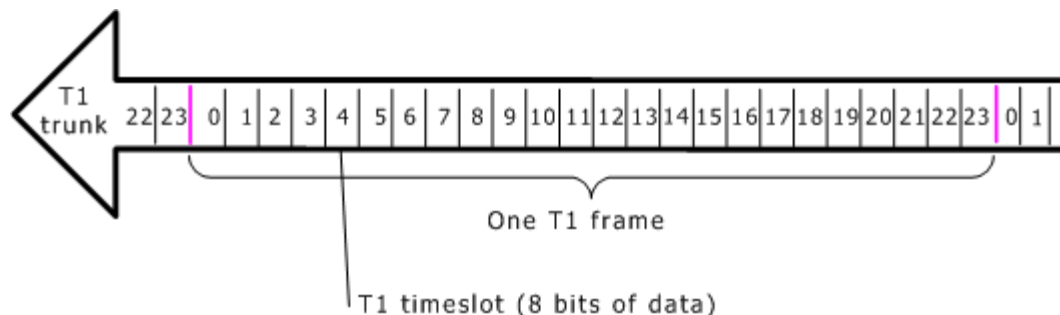 T1
trunk
22 23 0 1 2 3 4 5 6 7 8 9 10 11 12 13 14 15 16 17 18 19 20 21 22 23 0 1
One T1 frame
T1 timeslot (8 bits of data)